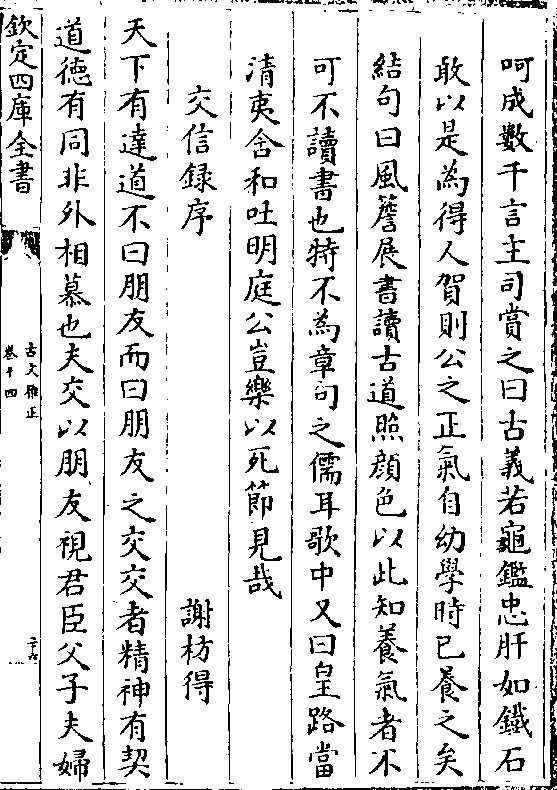 呵成數千言主司賞之曰古義若龜鑑忠肝如鐵石
敢以是為得人賀則公之正氣自幼學時已養之矣
結句曰風簷展書讀古道照顔色以此知養氣者不
可不讀書也特不為章句之儒耳歌中又曰皇路當
清夷含和吐明庭公豈樂以死節見哉
交信録序
謝枋得
天下有達道不曰朋友而曰朋友之交交者精神有契
道徳有同非外相慕也夫交以朋友視君臣父子夫婦
欽定四庫全書
古文雅正
卷十四
二十六